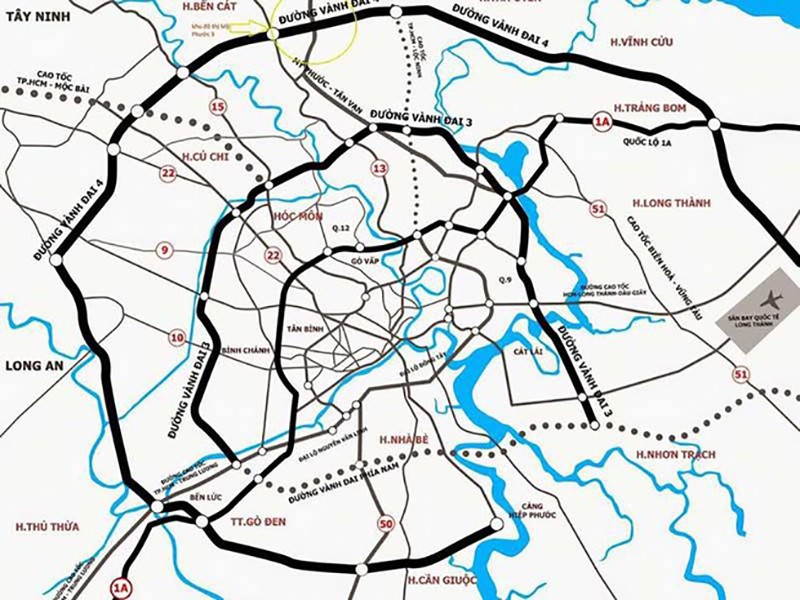 TÂY NINH
H.BẾN CÁT
ĐƯỜNG VÀNH ĐAI 4
ĐƯỜNG VÀNH ĐAI 4
H.VĨNH CỬU
khu đô thị Mỹ
Phước 3
CAO TỐC
TP.HCM - MỘC BÀI
CAO TỐC
TP.HCM - LỘC NINH
MỸ PHƯỚC - TÂN VẠN
15
ĐƯỜNG VÀNH ĐAI 3
H.TRẢNG BOM
1A
QUỐC LỘ 1A
H.CỦ CHI
22
13
ĐƯỜNG VÀNH ĐAI 4
HÓC MÔN
Q.12
51
H.LONG THÀNH
9
22
GÒ VẤP
CAO TỐC BIÊN HOÀ - VŨNG TÀU
Q.9
ĐƯỜNG CAO TỐC
HCM-LONG THÀNH-DẦU GIÂY
SÂN BAY QUỐC TẾ
LONG THÀNH
10
TÂN BÌNH
BÌNH CHÁNH
LONG AN
ĐƯỜNG VÀNH ĐAI 3
CÁT LÁI
ĐƯỜNG VÀNH ĐAI 3
ĐẠI LỘ ĐÔNG TÂY
51
H.NHÀ BÈ
ĐẠI LỘ NGUYỄN VĂN LINH
H.NHƠN TRẠCH
ĐƯỜNG CAO TỐC
TP.HCM - TRUNG LƯƠNG
ĐƯỜNG VÀNH ĐAI PHÍA NAM
BẾN LỨC
CẢNG
HIỆP PHƯỚC
H.THỦ THỪA
TT.GÒ ĐEN
50
H.CẦN GIUỘC
1A